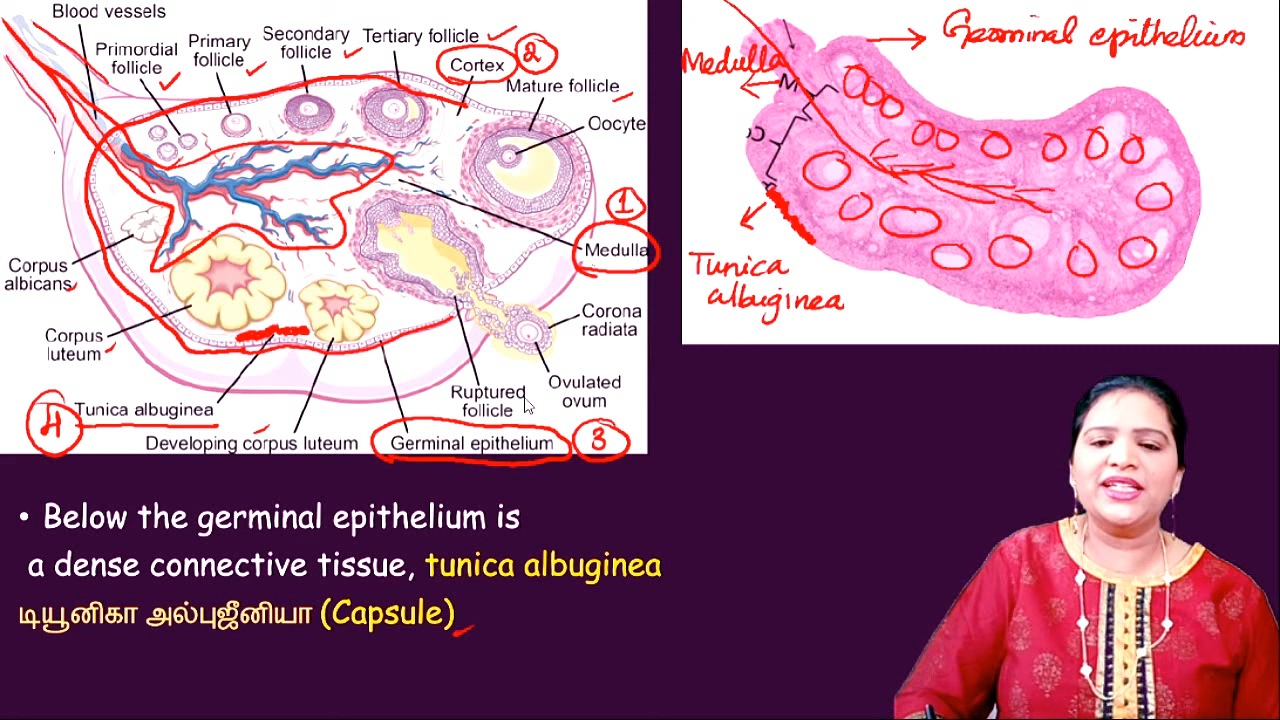 Blood vessels
Primordial
follicle
Primary
follicle
Secondary
follicle
Tertiary follicle
Cortex
2
Mature follicle
Oocyte
1
Medulla
Corpus
albicans
Corpus
luteum
Corona
radiata
Ovulated
ovum
Ruptured
follicle
4
Tunica albuginea
Developing corpus luteum
Germinal epithelium
3
Germinal epithelium
Medulla
M
C
Tunica
albuginea
• Below the germinal epithelium is
a dense connective tissue, tunica albuginea
டியூனிகா அல்புஜீனியா (Capsule)